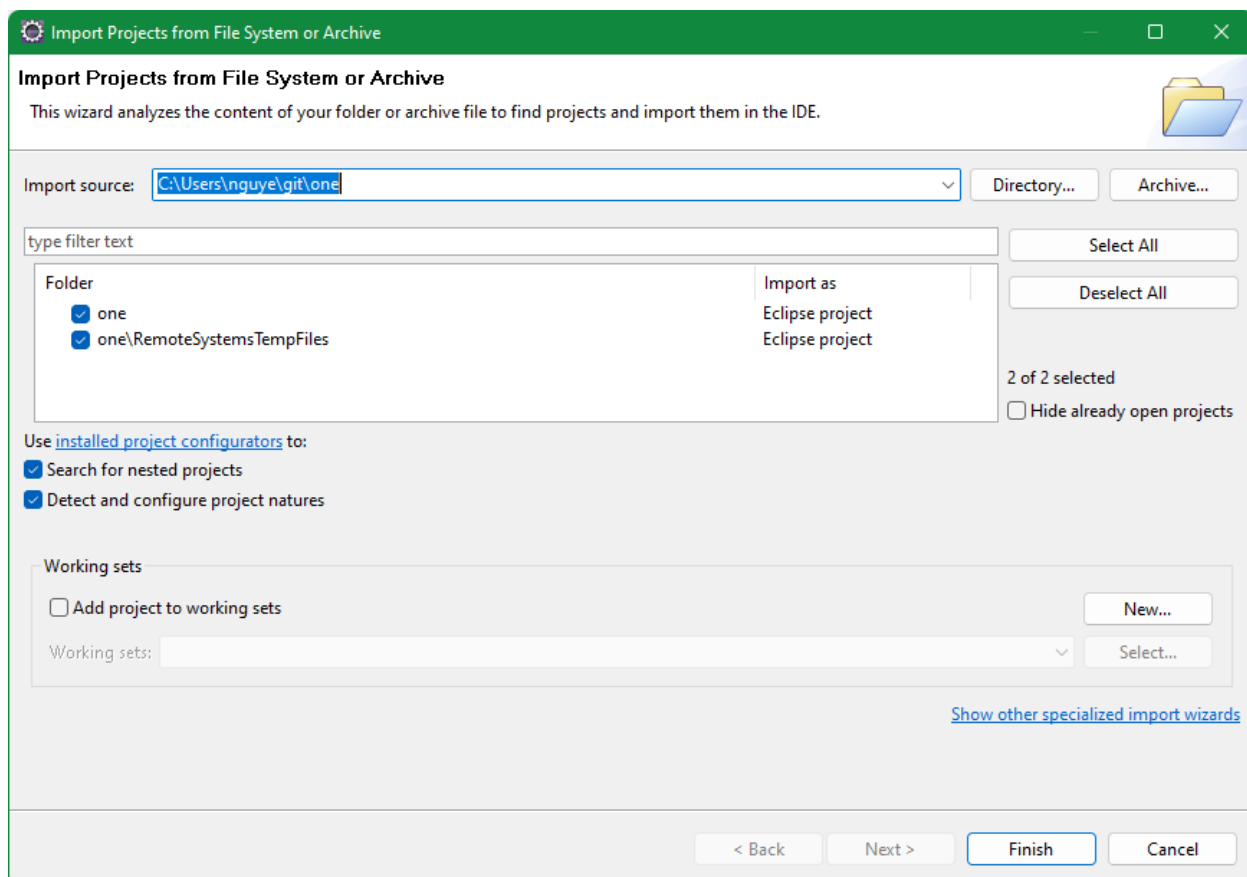 Import Projects from File System or Archive
Import Projects from File System or Archive
This wizard analyzes the content of your folder or archive file to find projects and import them in the IDE.
Import source: C:\Users\nguye\git\one Directory... Archive...
type filter text
Select All
Folder Import as
Deselect All
one Eclipse project
one\RemoteSystemsTempFiles Eclipse project
2 of 2 selected
Hide already open projects
Use installed project configurators to:
Search for nested projects
Detect and configure project natures
Working sets
Add project to working sets New...
Working sets: Select...
Show other specialized import wizards
< Back Next > Finish Cancel